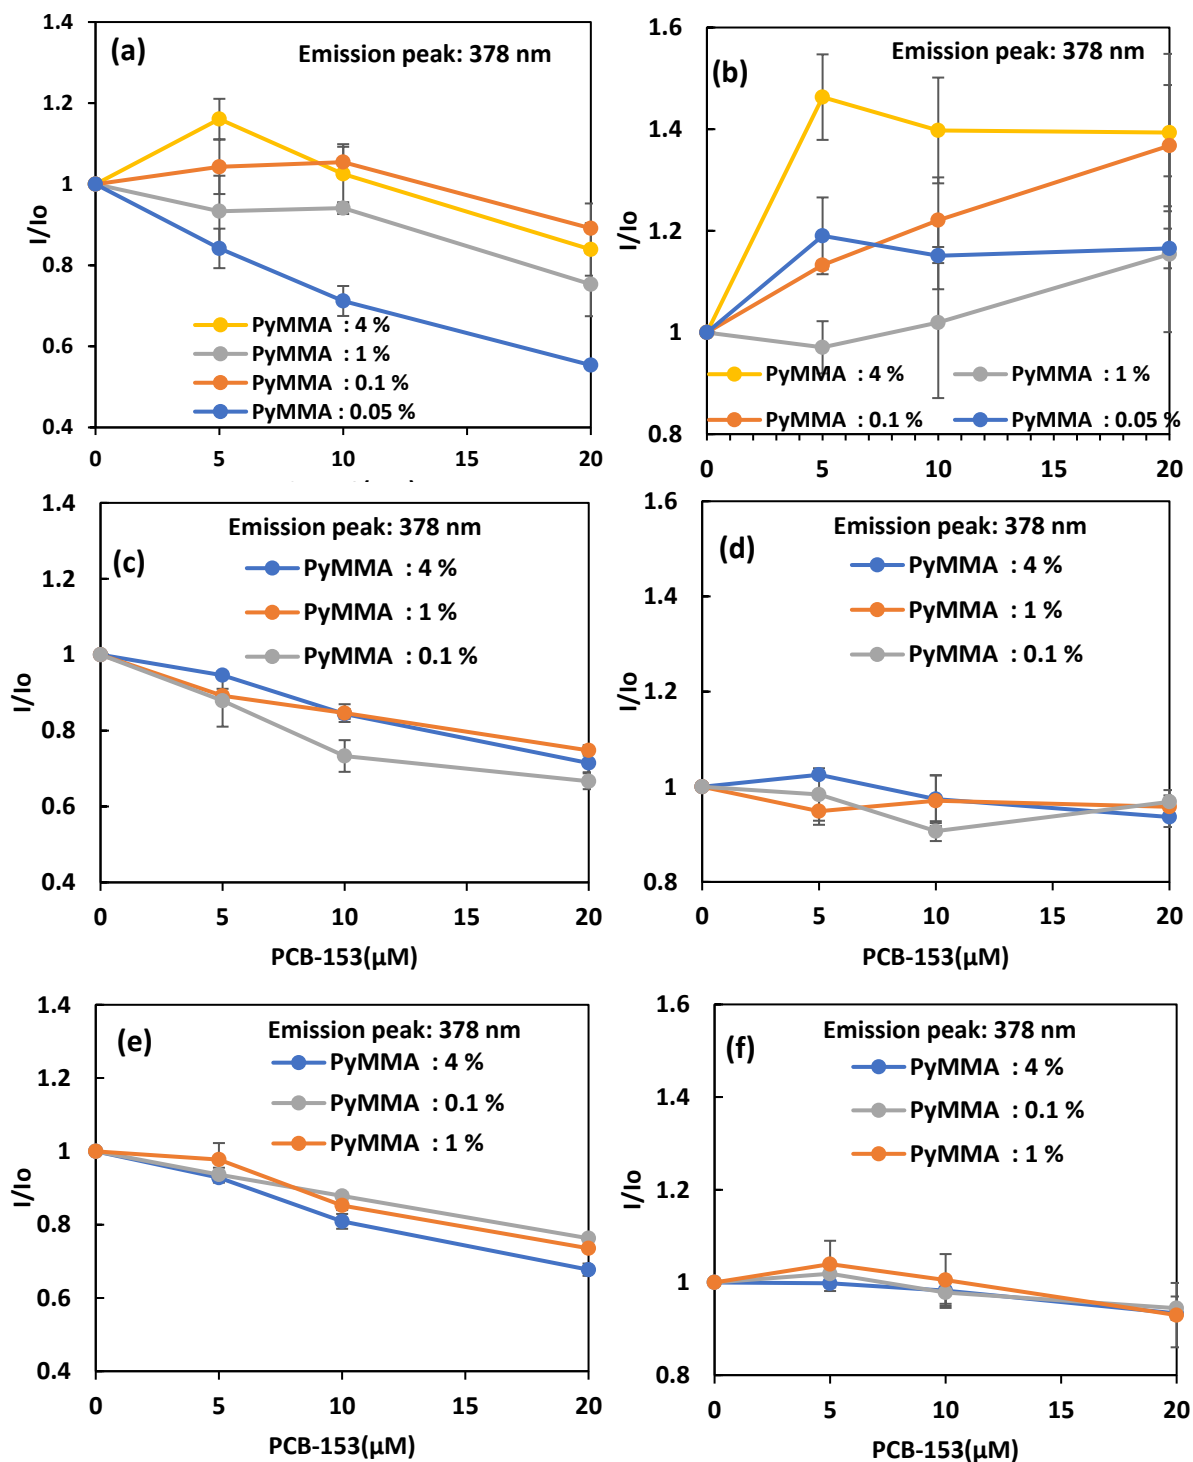 (a)
Emission peak: 378 nm
1.4
1.2
1
0.8
0.6
0.4
I/Io
PyMMA : 4 %
PyMMA : 1 %
PyMMA : 0.1 %
PyMMA : 0.05 %
0 5 10 15 20
(b)
Emission peak: 378 nm
1.6
1.4
1.2
1
0.8
I/Io
PyMMA : 4 % PyMMA : 1 %
PyMMA : 0.1 % PyMMA : 0.05 %
0 5 10 15 20
(c)
Emission peak: 378 nm
1.4
1.2
1
0.8
0.6
0.4
I/Io
PyMMA : 4 %
PyMMA : 1 %
PyMMA : 0.1 %
0 5 10 15 20
PCB-153(µM)
(d)
Emission peak: 378 nm
1.6
1.4
1.2
1
0.8
I/Io
PyMMA : 4 %
PyMMA : 1 %
PyMMA : 0.1 %
0 5 10 15 20
PCB-153(µM)
(e)
Emission peak: 378 nm
1.4
1.2
1
0.8
0.6
0.4
I/Io
PyMMA : 4 %
PyMMA : 0.1 %
PyMMA : 1 %
0 5 10 15 20
PCB-153(µM)
(f)
Emission peak: 378 nm
1.6
1.4
1.2
1
0.8
I/Io
PyMMA : 4 %
PyMMA : 0.1 %
PyMMA : 1 %
0 5 10 15 20
PCB-153(µM)